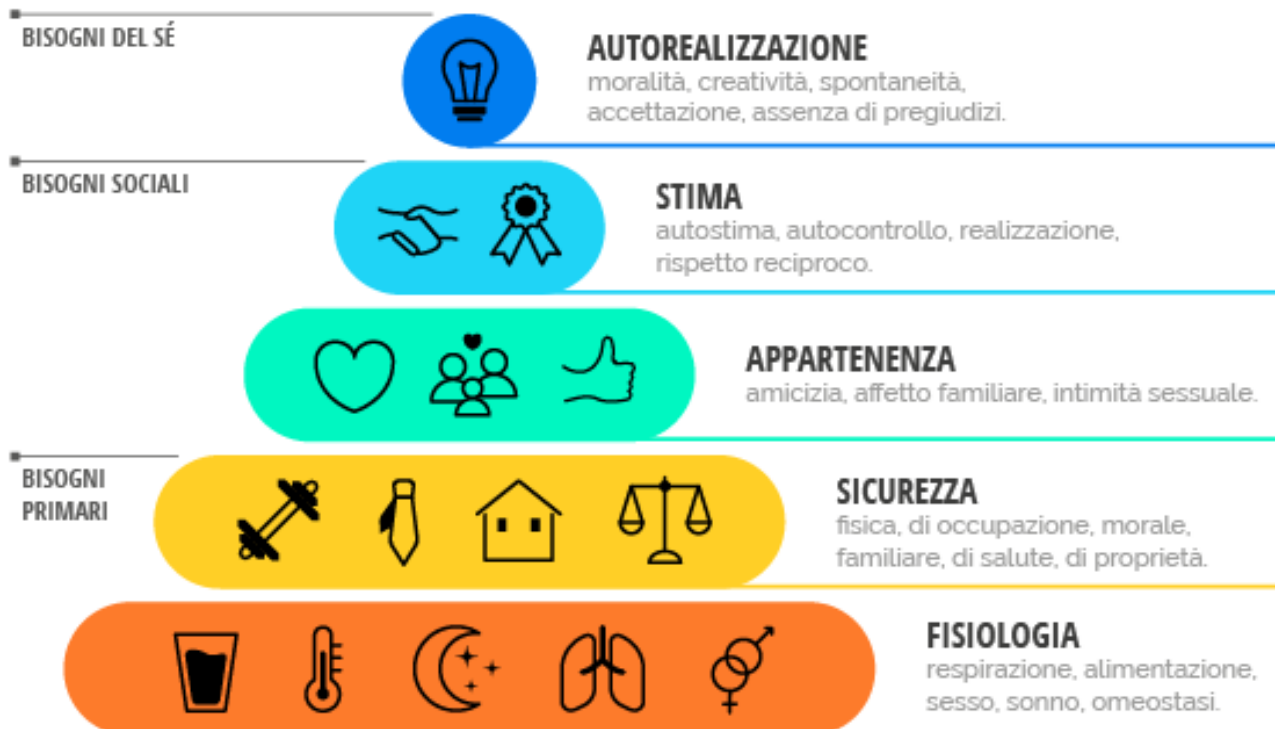 BISOGNI DEL SÉ
AUTOREALIZZAZIONE
moralità, creatività, spontaneità,
accettazione, assenza di pregiudizi.
BISOGNI SOCIALI
STIMA
autostima, autocontrollo, realizzazione,
rispetto reciproco.
APPARTENENZA
amicizia, affetto familiare, intimità sessuale.
BISOGNI
PRIMARI
SICUREZZA
fisica, di occupazione, morale,
familiare, di salute, di proprietà.
FISIOLOGIA
respirazione, alimentazione,
sesso, sonno, omeostasi.